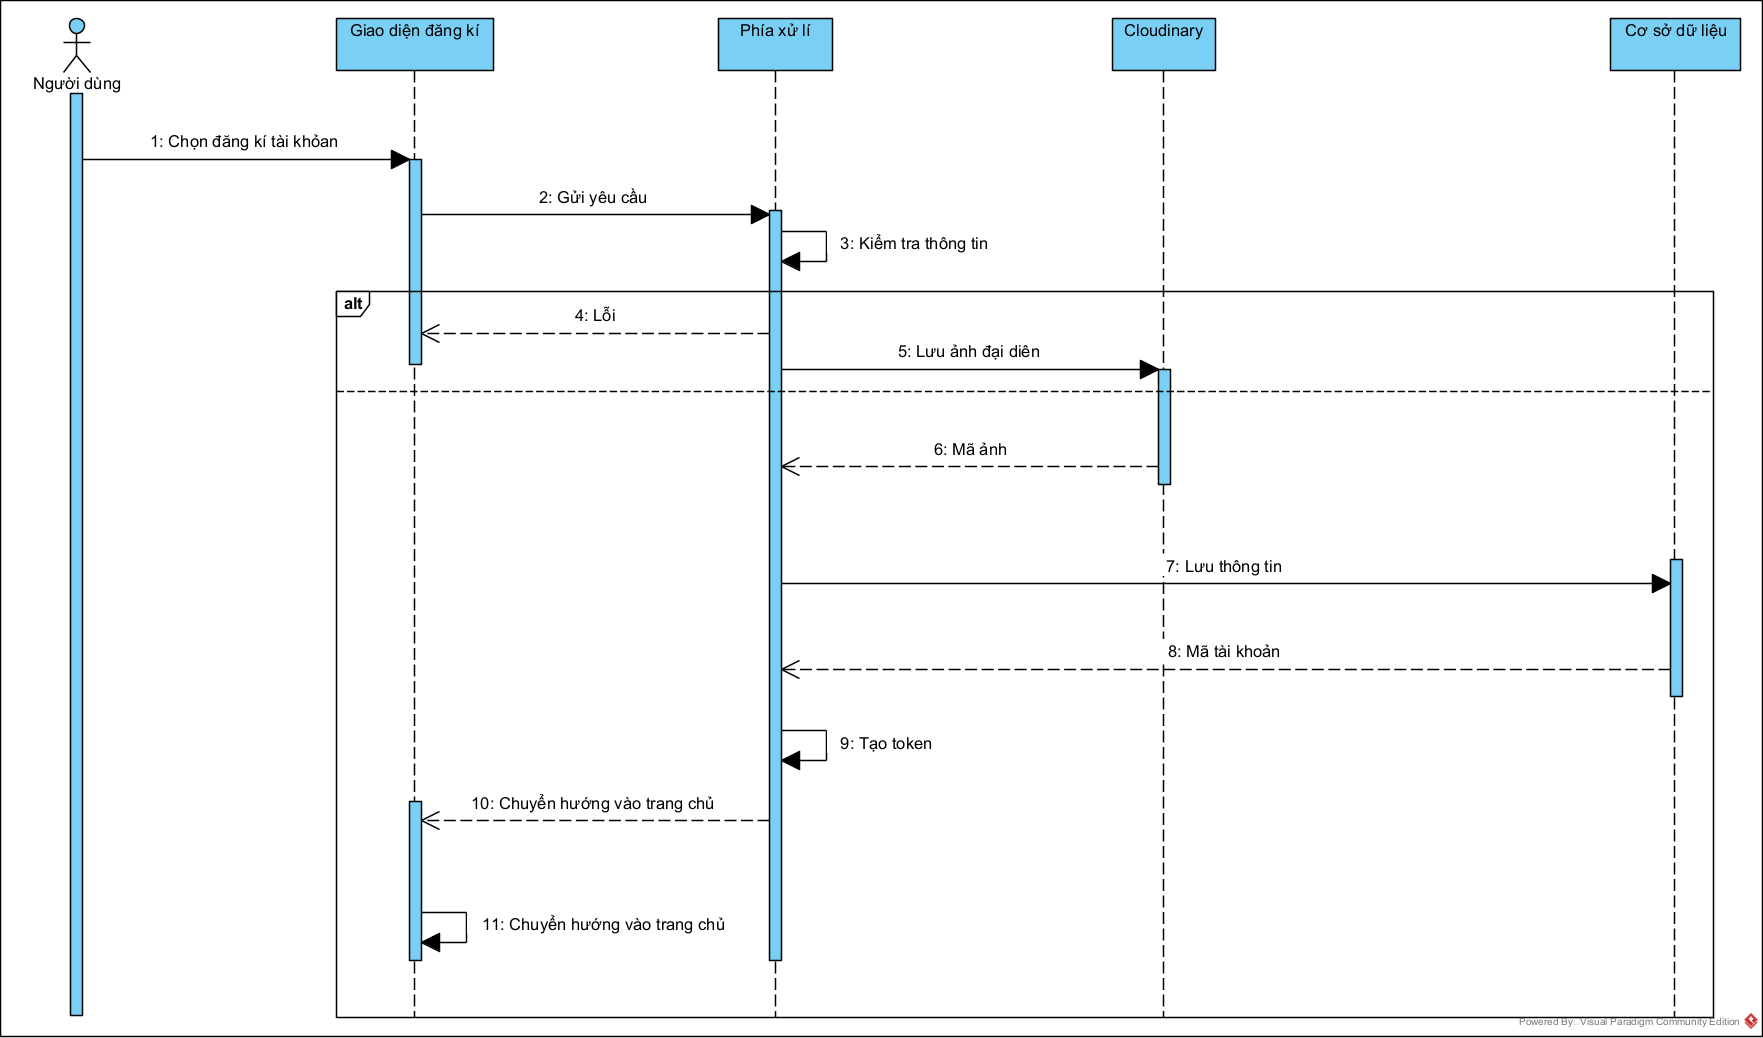 Người dùng
Giao diện đăng kí
Phía xử lí
Cloudinary
Cơ sở dữ liệu
1: Chọn đăng kí tài khỏan
2: Gửi yêu cầu
3: Kiểm tra thông tin
alt
4: Lỗi
5: Lưu ảnh đại diên
6: Mã ảnh
7: Lưu thông tin
8: Mã tài khoản
9: Tạo token
10: Chuyển hướng vào trang chủ
11: Chuyển hướng vào trang chủ
Powered By Visual Paradigm Community Edition